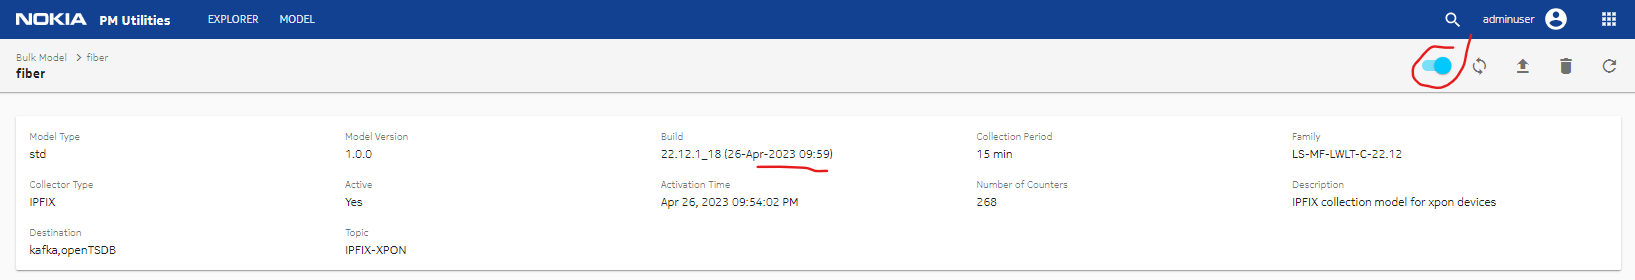 NOKIA PM Utilities EXPLORER MODEL adminuser
Bulk Model > fiber
fiber
Model Type Model Version Build Collection Period Family
std 1.0.0 22.12.1_18 (26-Apr-2023 09:59) 15 min LS-MF-LWLT-C-22.12
Collector Type Active Activation Time Number of Counters Description
IPFIX Yes Apr 26, 2023 09:54:02 PM 268 IPFIX collection model for xpon devices
Destination Topic
kafka,openTSDB IPFIX-XPON